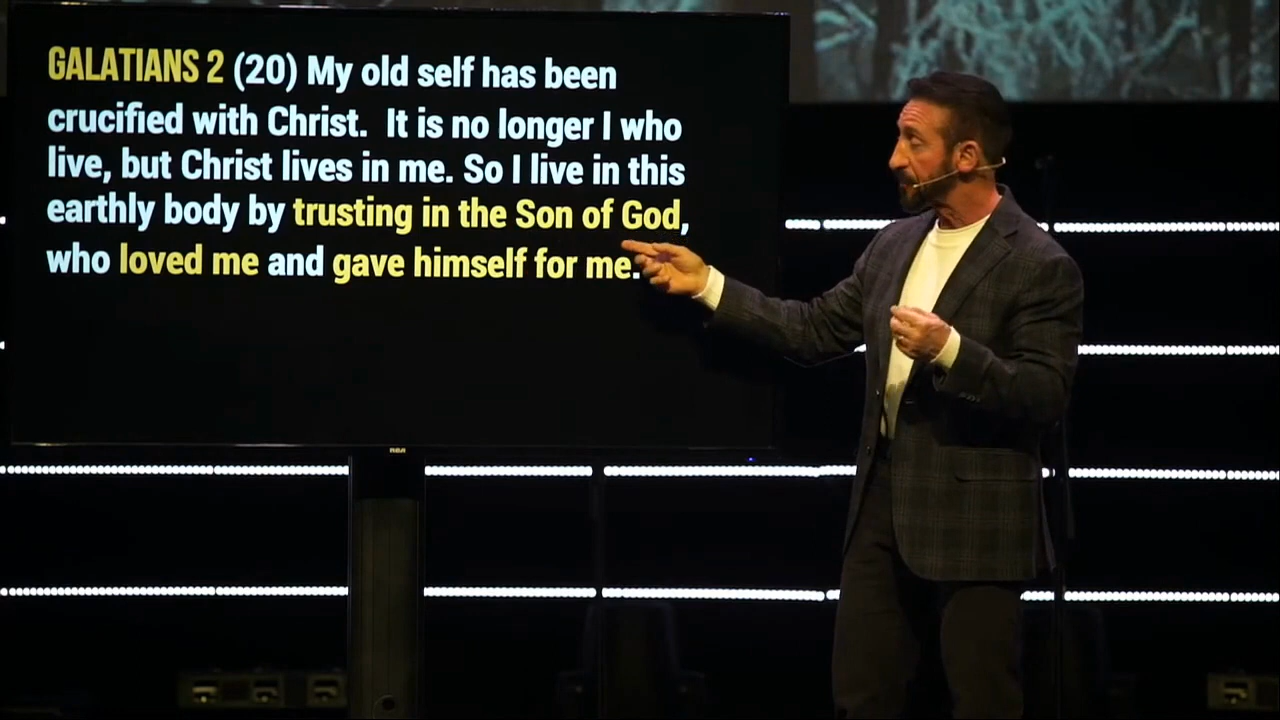 GALATIANS 2 (20) My old self has been
crucified with Christ. It is no longer I who
live, but Christ lives in me. So I live in this
earthly body by trusting in the Son of God,
who loved me and gave himself for me.
RCA